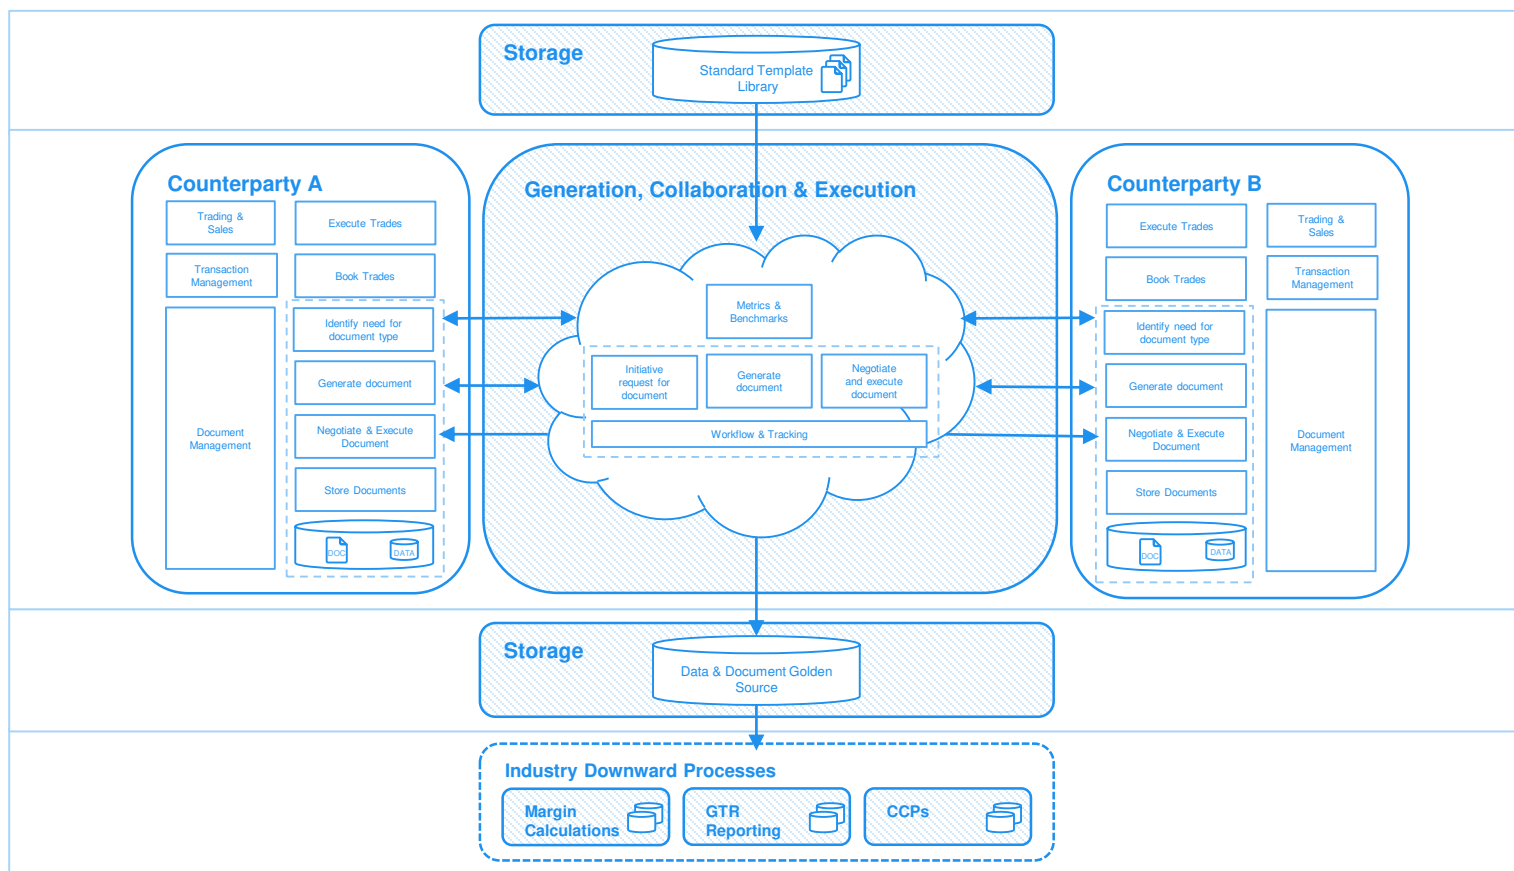 Storage
Standard Template
Library
Counterparty A
Trading &
Sales
Execute Trades
Transaction
Management
Book Trades
Document
Management
Identify need for
document type
Generate document
Negotiate & Execute
Document
Store Documents
DOC
DATA
Generation, Collaboration & Execution
Metrics &
Benchmarks
Initiative
request for
document
Generate
document
Negotiate
and execute
document
Workflow & Tracking
Counterparty B
Execute Trades
Trading &
Sales
Book Trades
Transaction
Management
Identify need for
document type
Generate document
Negotiate & Execute
Document
Store Documents
DOC
DATA
Document
Management
Storage
Data & Document Golden
Source
Industry Downward Processes
Margin
Calculations
GTR
Reporting
CCPs